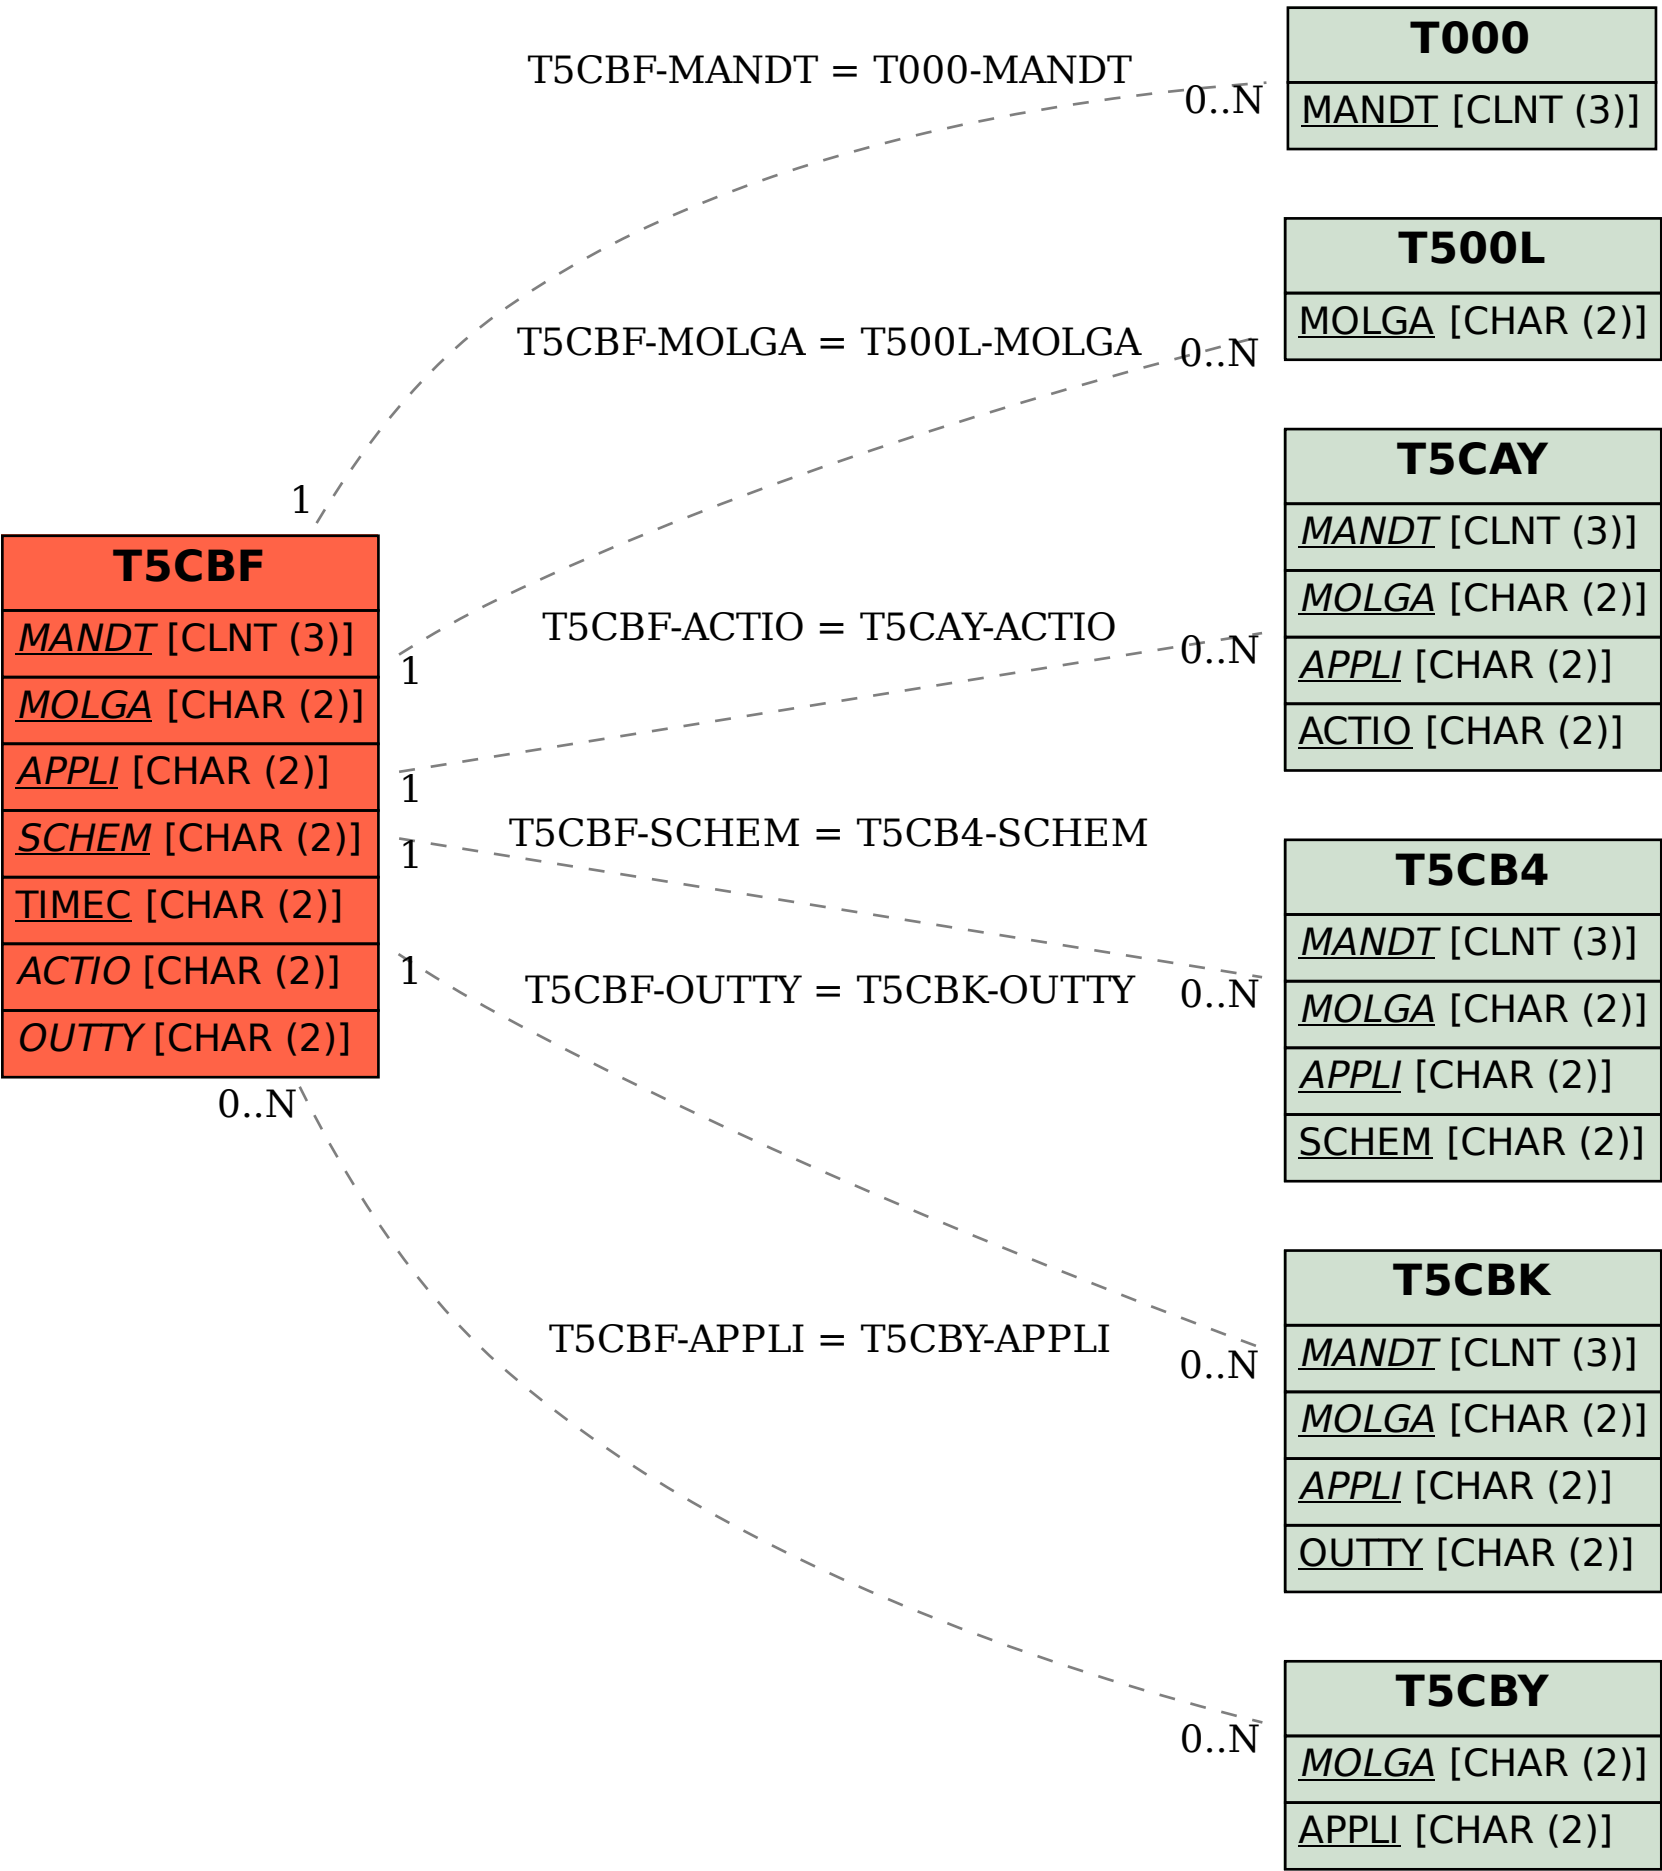 T000
MANDT [CLNT (3)]
T5CBF-MANDT = T000-MANDT
0..N
1
T500L
MOLGA [CHAR (2)]
T5CBF-MOLGA = T500L-MOLGA
0..N
1
T5CAY
MANDT [CLNT (3)]
MOLGA [CHAR (2)]
APPLI [CHAR (2)]
ACTIO [CHAR (2)]
T5CBF-ACTIO = T5CAY-ACTIO
0..N
1
T5CBF
MANDT [CLNT (3)]
MOLGA [CHAR (2)]
APPLI [CHAR (2)]
SCHEM [CHAR (2)]
TIMEC [CHAR (2)]
ACTIO [CHAR (2)]
OUTTY [CHAR (2)]
T5CBF-SCHEM = T5CB4-SCHEM
1
0..N
T5CB4
MANDT [CLNT (3)]
MOLGA [CHAR (2)]
APPLI [CHAR (2)]
SCHEM [CHAR (2)]
T5CBF-OUTTY = T5CBK-OUTTY
1
0..N
T5CBK
MANDT [CLNT (3)]
MOLGA [CHAR (2)]
APPLI [CHAR (2)]
OUTTY [CHAR (2)]
0..N
T5CBF-APPLI = T5CBY-APPLI
0..N
T5CBY
MOLGA [CHAR (2)]
APPLI [CHAR (2)]